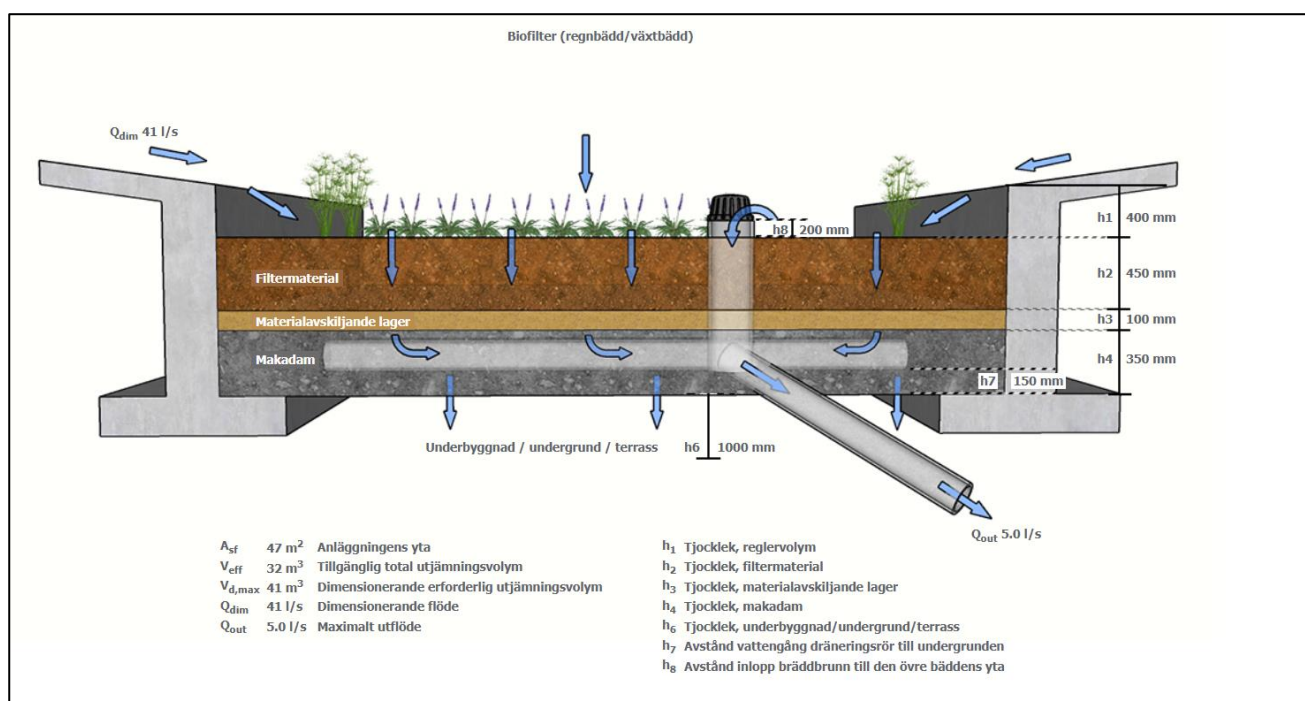 Biofilter (regnbädd/växtbädd)
Qdim 41 l/s
h1 400 mm
h8 200 mm
h2 450 mm
Filtermaterial
Materialavskiljande lager
h3 100 mm
Makadam
h4 350 mm
h7 150 mm
Underbyggnad / undergrund / terrass h6 1000 mm
Qout 5.0 l/s
Asf 47 m2 Anläggningens yta
Veff 32 m3 Tillgänglig total utjämningsvolym
Vd,max 41 m3 Dimensionerande erforderlig utjämningsvolym
Qdim 41 l/s Dimensionerande flöde
Qout 5.0 l/s Maximalt utflöde
h1 Tjocklek, reglervolym
h2 Tjocklek, filtermaterial
h3 Tjocklek, materialavskiljande lager
h4 Tjocklek, makadam
h6 Tjocklek, underbyggnad/undergrund/terrass
h7 Avstånd vattengång dräneringsrör till undergrunden
h8 Avstånd inlopp bräddbrunn till den övre bäddens yta